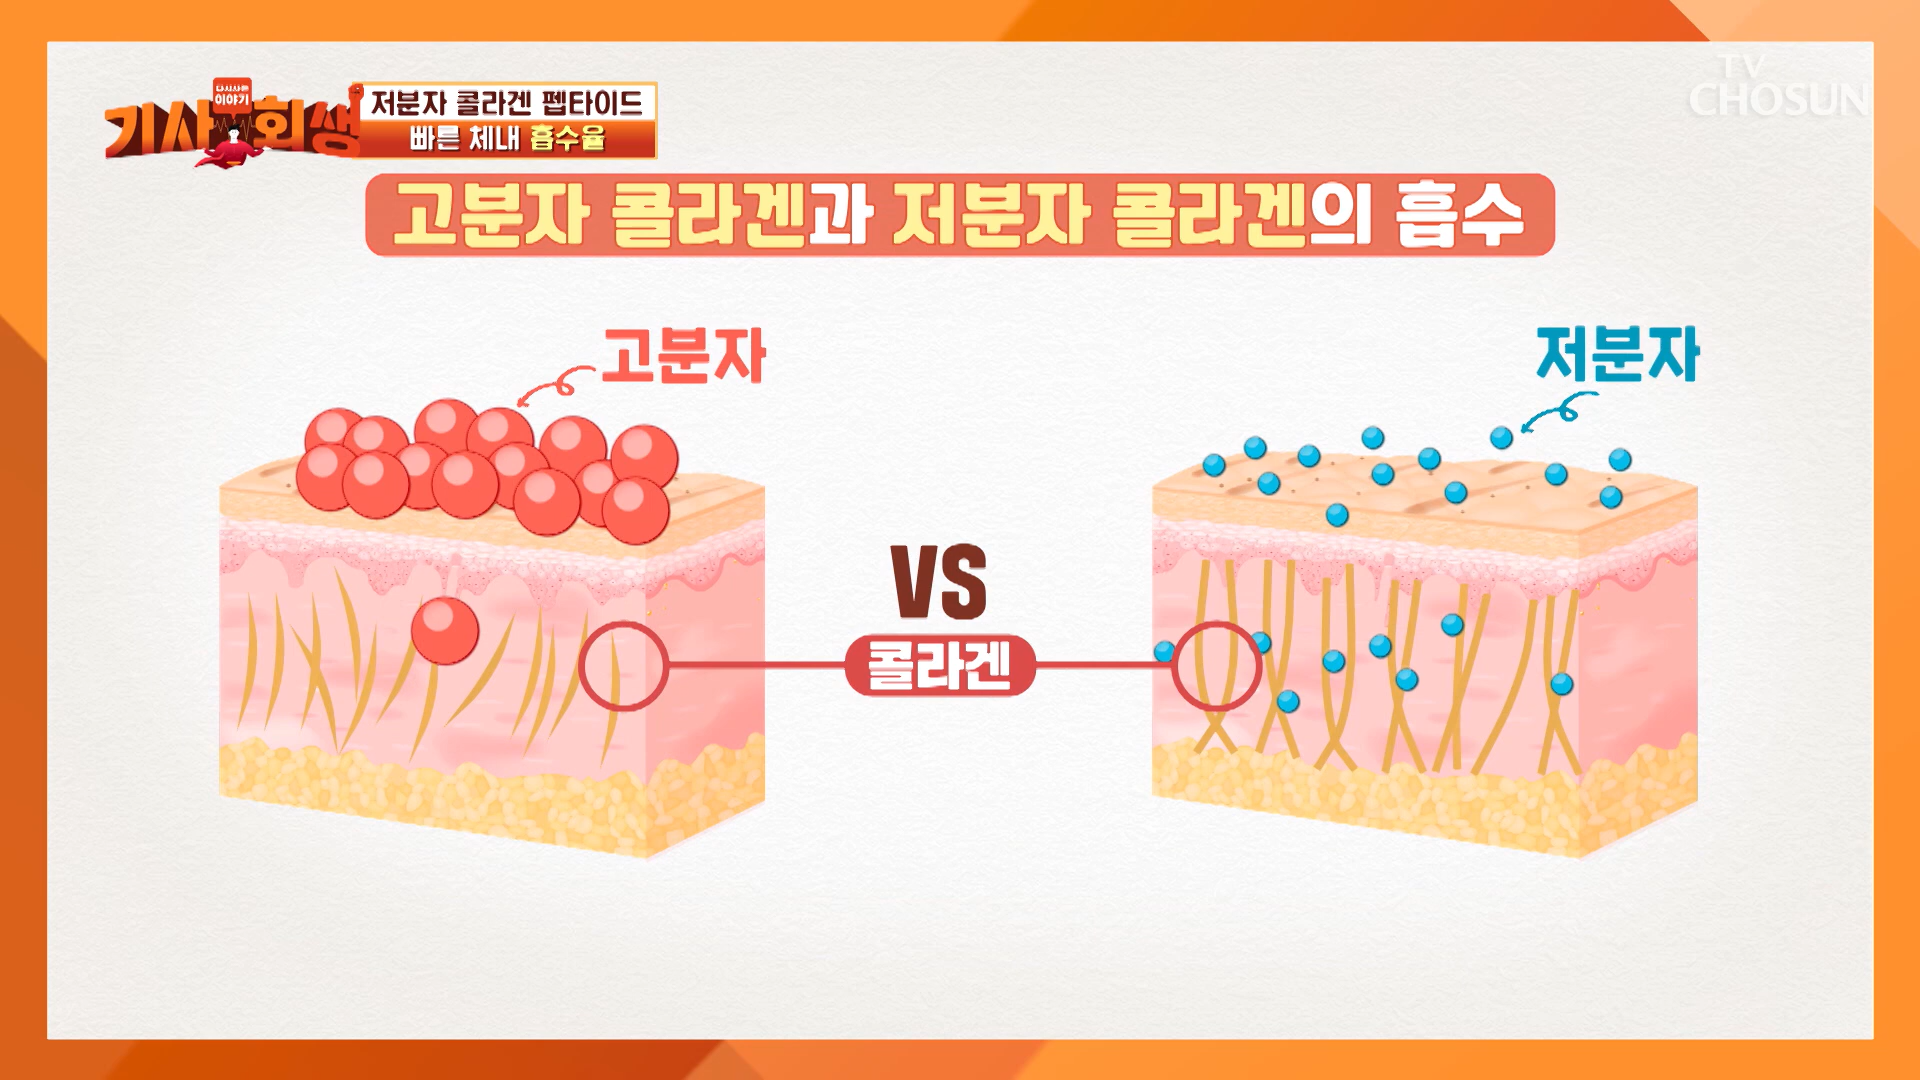 TV
CHOSUN
다시 사는
이야기
기사회생
저분자 콜라겐 펩타이드
빠른 체내 흡수율
고분자 콜라겐과 저분자 콜라겐의 흡수
고분자
저분자
VS
콜라겐